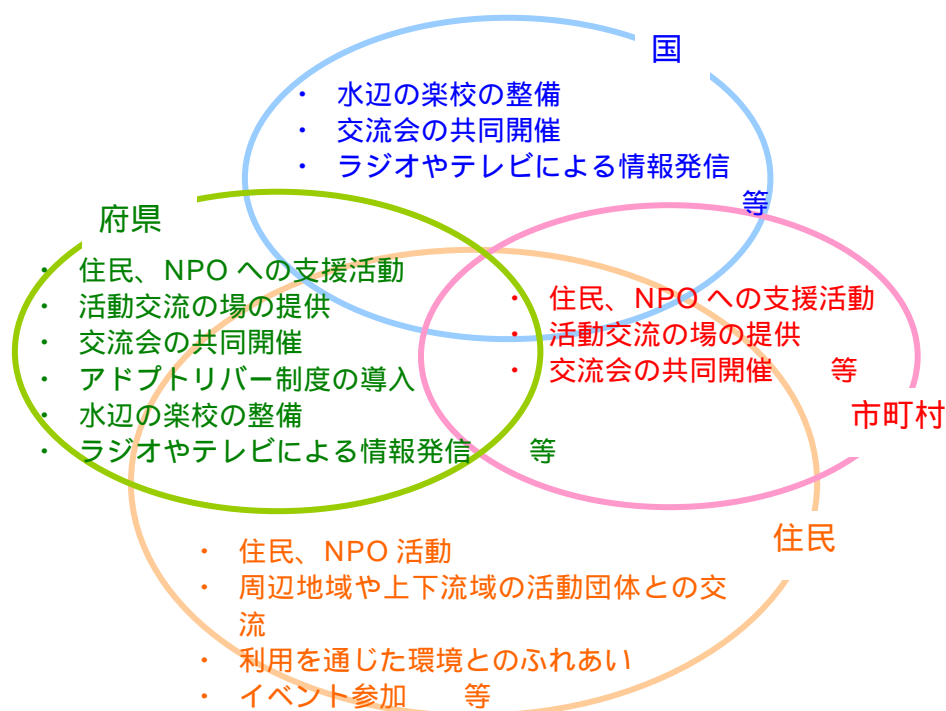 国
・ 水辺の楽校の整備
・ 交流会の共同開催
・ ラジオやテレビによる情報発信
等
府県
・ 住民、NPO への支援活動
・ 活動交流の場の提供
・ 交流会の共同開催
・ アドプトリバー制度の導入
・ 水辺の楽校の整備
・ ラジオやテレビによる情報発信 等
・ 住民、NPO への支援活動
・ 活動交流の場の提供
・ 交流会の共同開催 等
市町村
住民
・ 住民、NPO 活動
・ 周辺地域や上下流域の活動団体との交
流
・ 利用を通じた環境とのふれあい
・ イベント参加 等